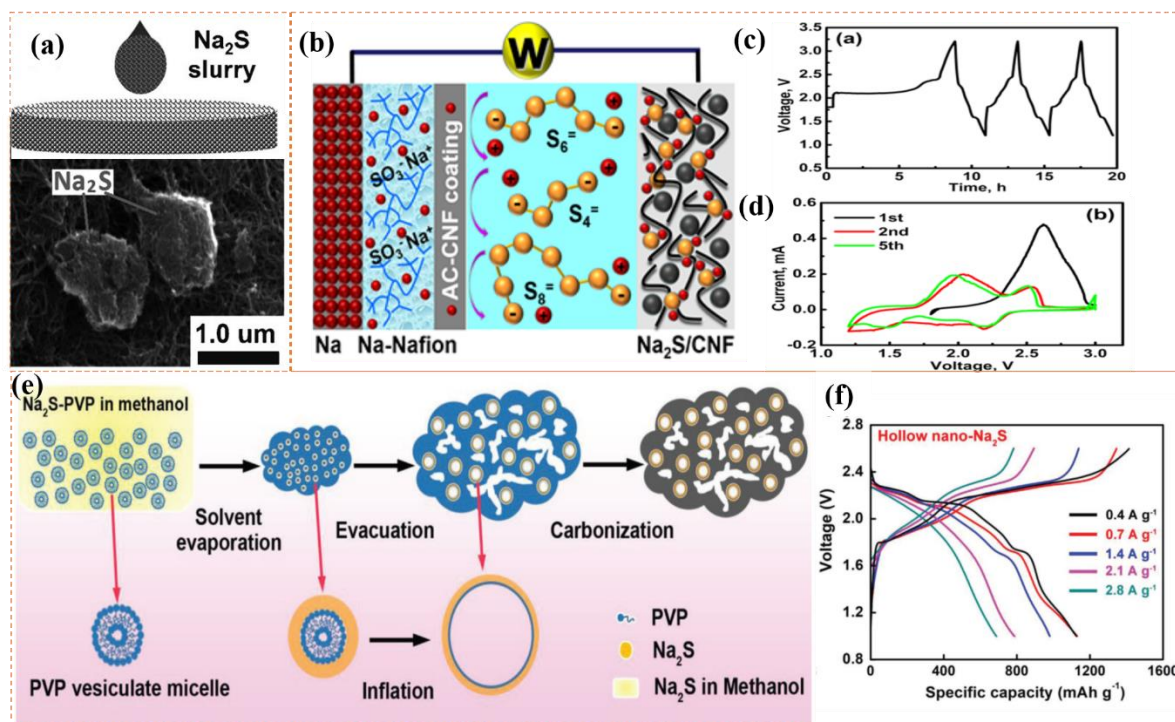 (a)
Na₂S
slurry
Na₂S
1.0 um
(b)
W
SO₃⁻Na⁺
SO₃⁻Na⁺
AC-CNF coating
S₆⁼
S₄⁼
S₈⁼
Na Na-Nafion Na₂S/CNF
(c)
(a)
Voltage, V
3.5
3.0
2.5
2.0
1.5
0 5 10 15 20
Time, h
(d)
(b)
1st
2nd
5th
Current, mA
0.6
0.4
0.2
0.0
-0.2
1.0 1.5 2.0 2.5 3.0
Voltage, V
(e)
Na₂S-PVP in methanol
Solvent
evaporation
Evacuation
Carbonization
PVP vesiculate micelle
Inflation
PVP
Na₂S
Na₂S in Methanol
(f)
Hollow nano-Na₂S
Voltage (V)
2.8
2.4
2.0
1.6
1.2
0.8
0.4 A g⁻¹
0.7 A g⁻¹
1.4 A g⁻¹
2.1 A g⁻¹
2.8 A g⁻¹
0 400 800 1200 1600
Specific capacity (mAh g⁻¹)